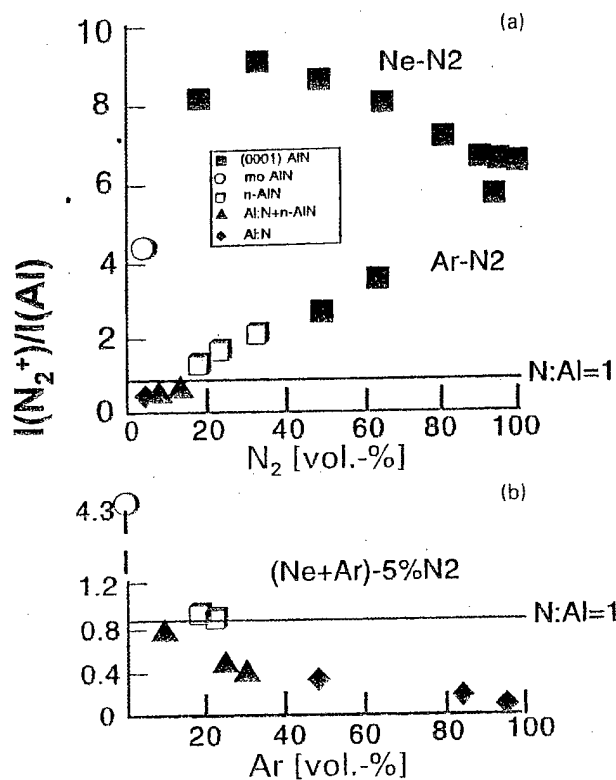 (a)
10
8
6
4
2
0
I(N₂⁺)/I(Al)
Ne-N2
(0001) AlN
mo AlN
n-AlN
Al:N+n-AlN
Al:N
Ar-N2
N:Al=1
20 40 60 80 100
N₂ [vol.-%]
(b)
4.3
1.2
0.8
0.4
0
(Ne+Ar)-5%N2
N:Al=1
20 40 60 80 100
Ar [vol.-%]